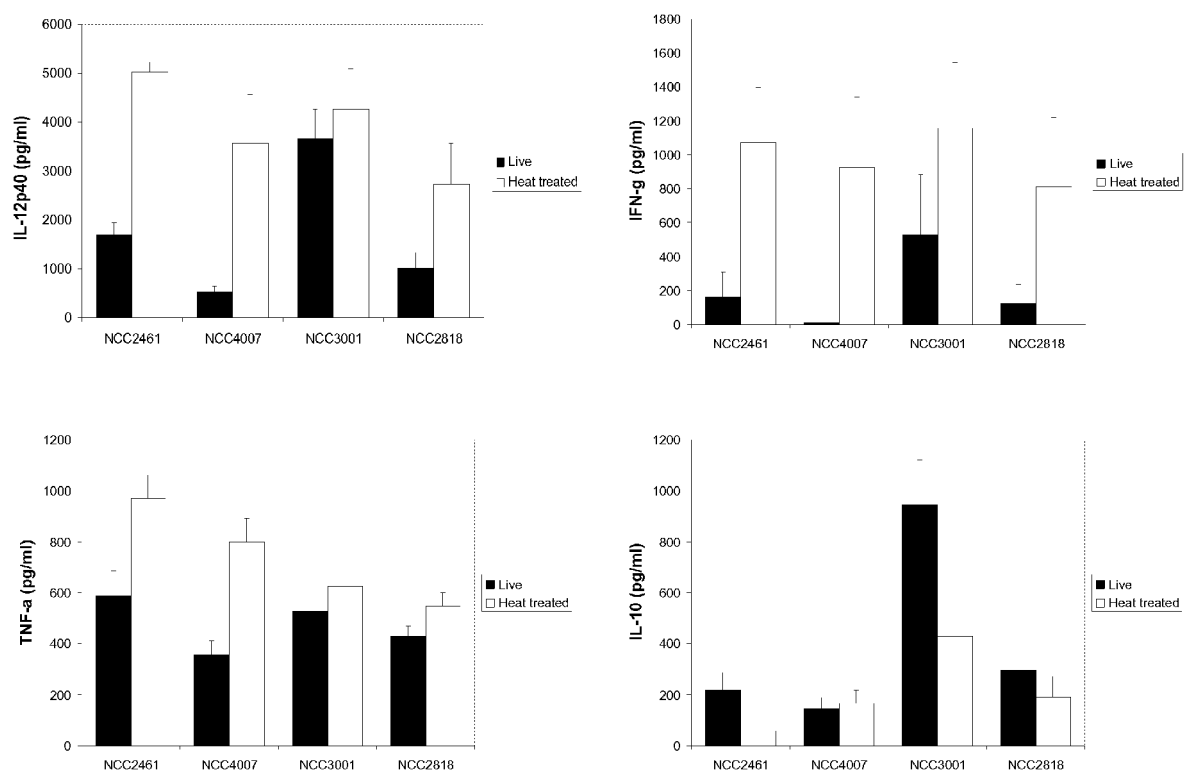 6000
5000
4000
3000
2000
1000
0
IL-12p40 (pg/ml)
NCC2461 NCC4007 NCC3001 NCC2818
Live
Heat treated
1800
1600
1400
1200
1000
800
600
400
200
0
IFN-g (pg/ml)
NCC2461 NCC4007 NCC3001 NCC2818
Live
Heat treated
1200
1000
800
600
400
200
0
TNF-a (pg/ml)
NCC2461 NCC4007 NCC3001 NCC2818
Live
Heat treated
1200
1000
800
600
400
200
0
IL-10 (pg/ml)
NCC2461 NCC4007 NCC3001 NCC2818
Live
Heat treated